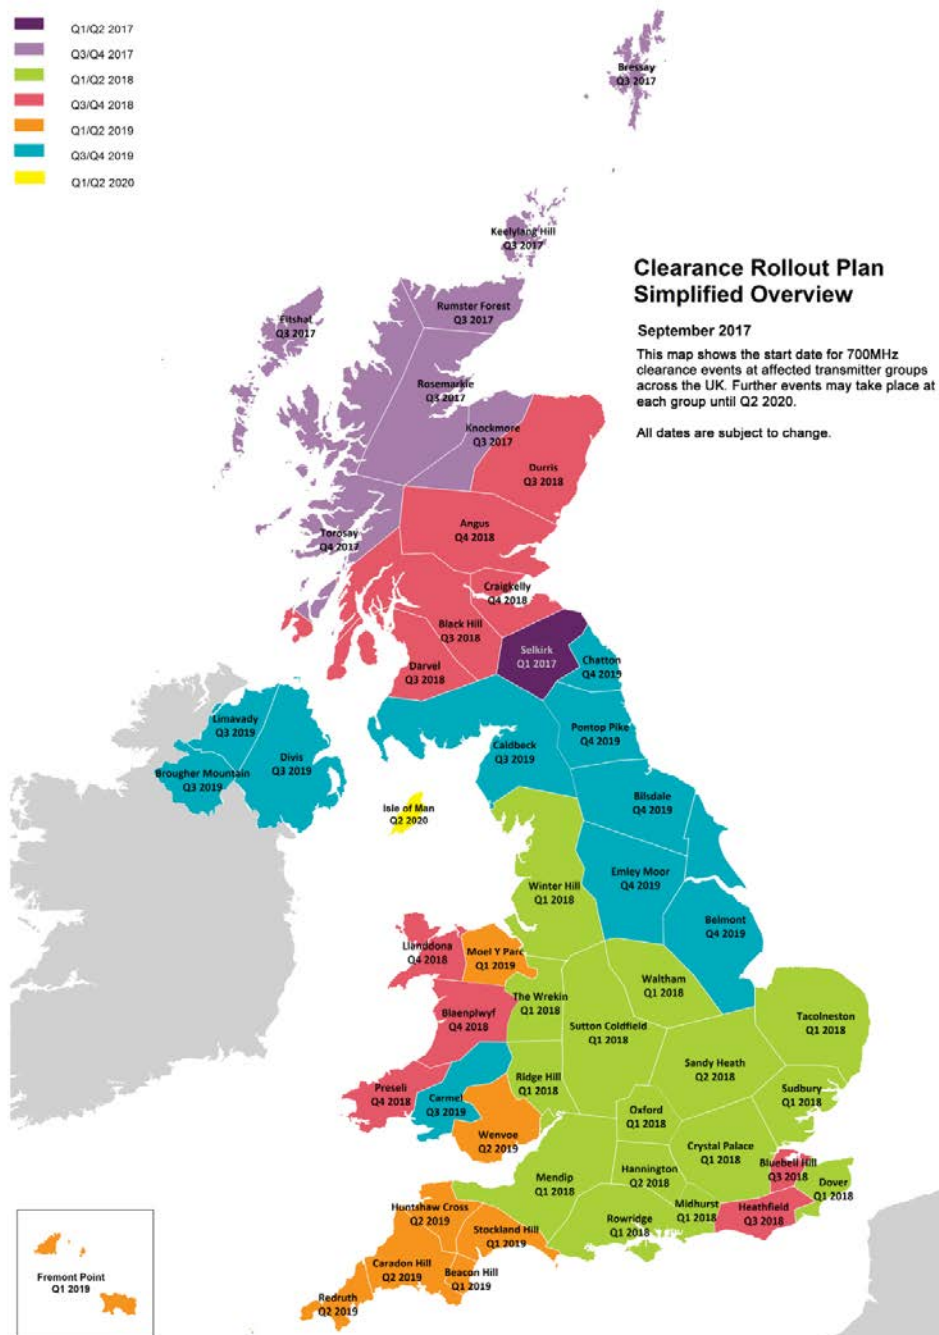 Q1/Q2 2017
Q3/Q4 2017
Q1/Q2 2018
Q3/Q4 2018
Q1/Q2 2019
Q3/Q4 2019
Q1/Q2 2020
Bressay
Q3 2017
Keelylang Hill
Q3 2017
Clearance Rollout Plan
Simplified Overview
September 2017
This map shows the start date for 700MHz
clearance events at affected transmitter groups
across the UK. Further events may take place at
each group until Q2 2020.
All dates are subject to change.
Rumster Forest
Q3 2017
Fitshal
Q3 2017
Rosemarkie
Q3 2017
Knockmore
Q3 2017
Durris
Q3 2018
Angus
Q4 2018
Torosay
Q4 2017
Craigkelly
Q4 2018
Black Hill
Q3 2018
Selkirk
Q1 2017
Chatton
Q4 2019
Darvel
Q3 2018
Limavady
Q3 2019
Pontop Pike
Q4 2019
Caldbeck
Q3 2019
Divis
Q3 2019
Brougher Mountain
Q3 2019
Bilsdale
Q4 2019
Isle of Man
Q2 2020
Emley Moor
Q4 2019
Winter Hill
Q1 2018
Belmont
Q4 2019
Llanddona
Q4 2018
Moel Y Parc
Q1 2019
Waltham
Q1 2018
The Wrekin
Q1 2018
Blaenplwyf
Q4 2018
Tacolneston
Q1 2018
Sutton Coldfield
Q1 2018
Sandy Heath
Q2 2018
Ridge Hill
Q1 2018
Sudbury
Q1 2018
Preseli
Q4 2018
Carmel
Q3 2019
Oxford
Q1 2018
Wenvoe
Q2 2019
Crystal Palace
Q1 2018
Bluebell Hill
Q3 2018
Hannington
Q2 2018
Mendip
Q1 2018
Dover
Q1 2018
Midhurst
Q1 2018
Heathfield
Q3 2018
Huntshaw Cross
Q2 2019
Stockland Hill
Q1 2019
Rowridge
Q1 2018
Caradon Hill
Q2 2019
Beacon Hill
Q1 2019
Fremont Point
Q1 2019
Redruth
Q2 2019